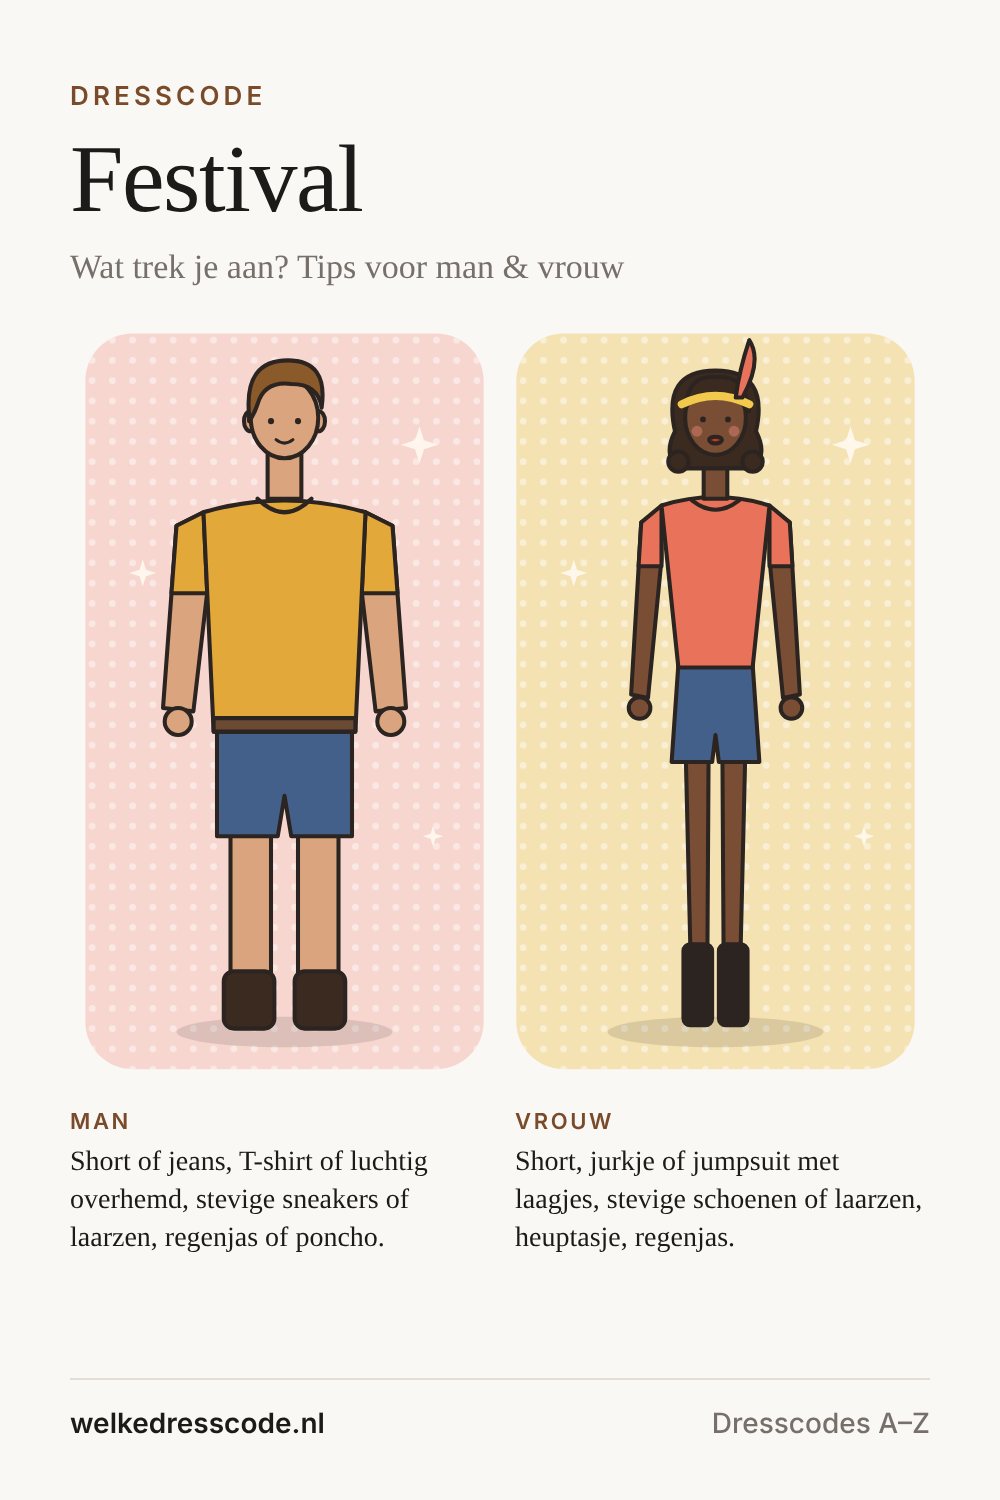 DRESSCODE
Festival
Wat trek je aan? Tips voor man & vrouw
MAN
Short of jeans, T-shirt of luchtig
overhemd, stevige sneakers of
laarzen, regenjas of poncho.
VROUW
Short, jurkje of jumpsuit met
laagjes, stevige schoenen of laarzen,
heuptasje, regenjas.
welkedresscode.nl
Dresscodes A–Z